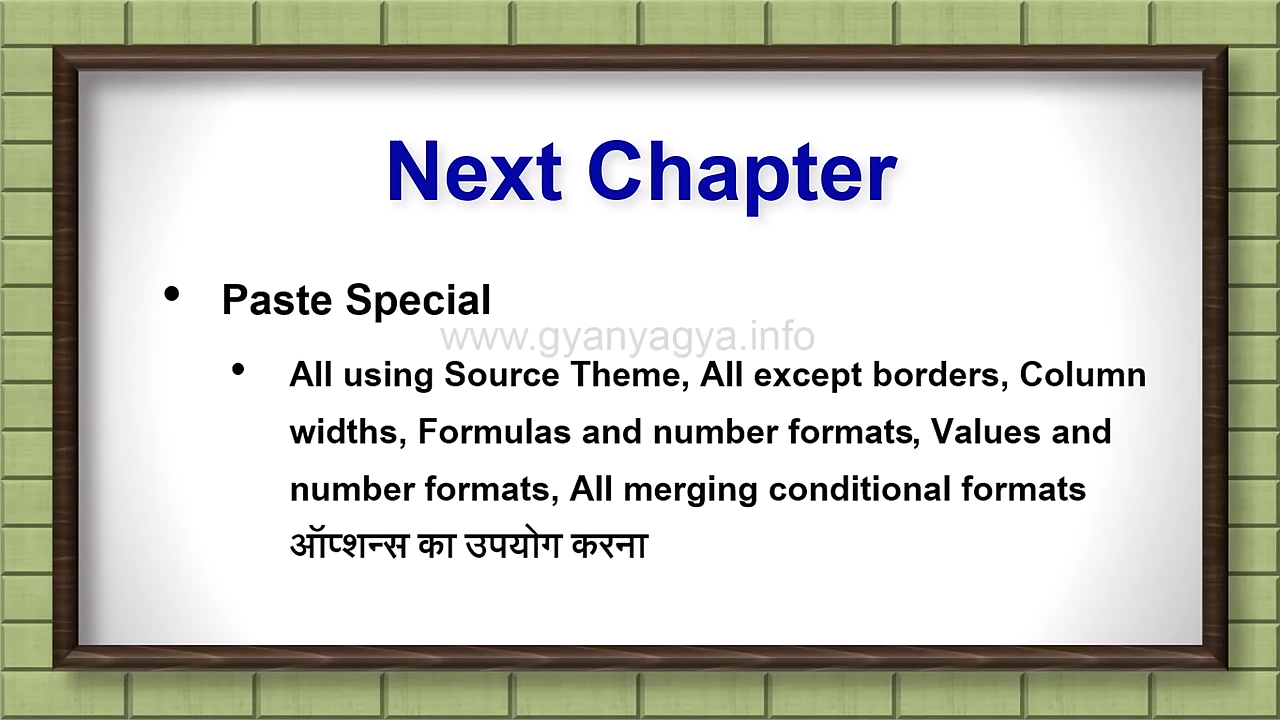 Next Chapter
• Paste Special
www.gyanyagya.info
• All using Source Theme, All except borders, Column
widths, Formulas and number formats, Values and
number formats, All merging conditional formats
ऑप्शन्स का उपयोग करना